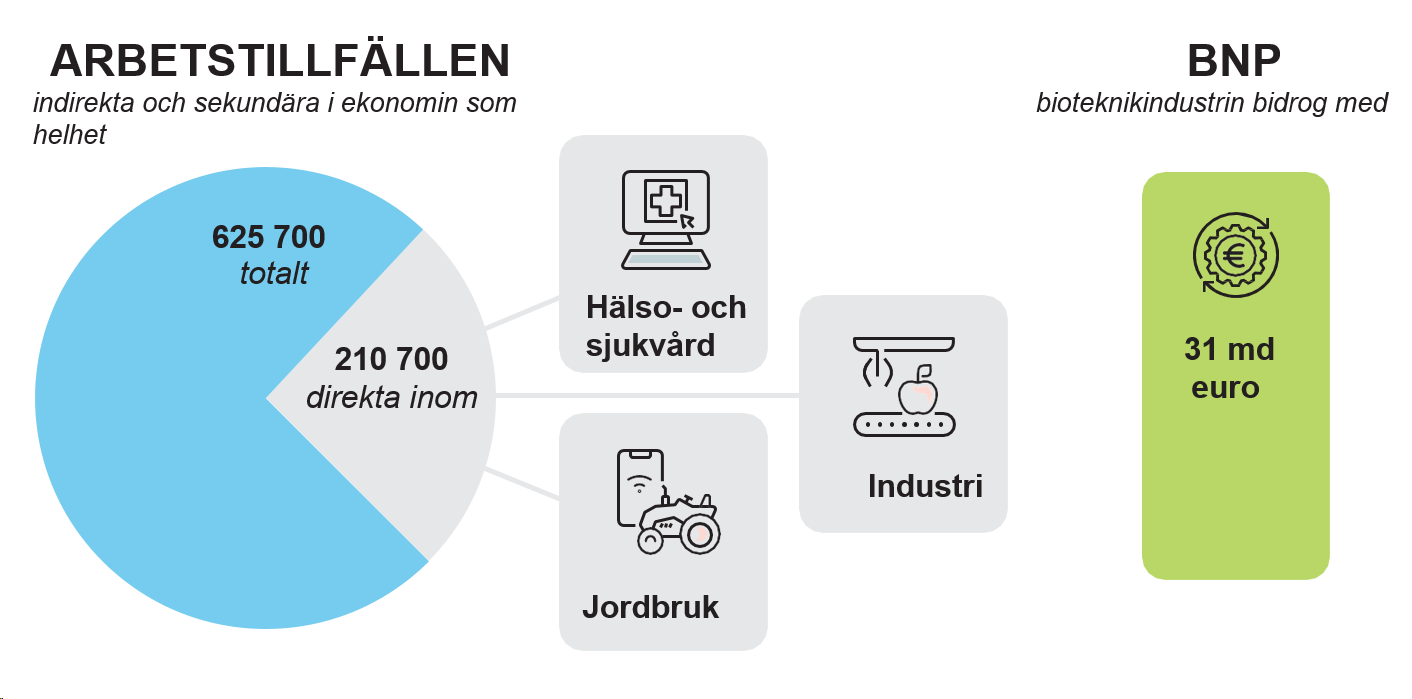 ARBETSTILLFÄLLEN
indirekta och sekundära i ekonomin som
helhet
625 700
totalt
210 700
direkta inom
Hälso- och
sjukvård
Industri
Jordbruk
BNP
bioteknikindustrin bidrog med
€
31 md
euro